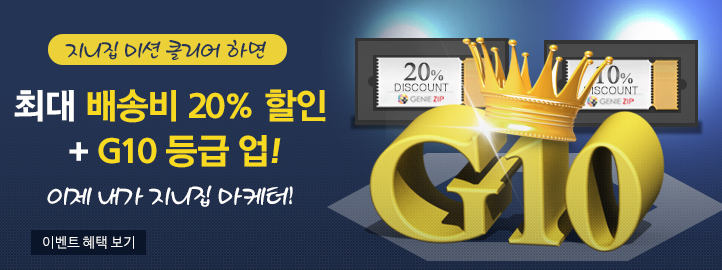 지니집 미션 클리어 하면
최대 배송비 20% 할인
+ G10 등급 업!
이제 내가 지니집 마케터!
이벤트 혜택 보기
20%
DISCOUNT
GENIE ZIP
10%
DISCOUNT
GENIE ZIP
G10